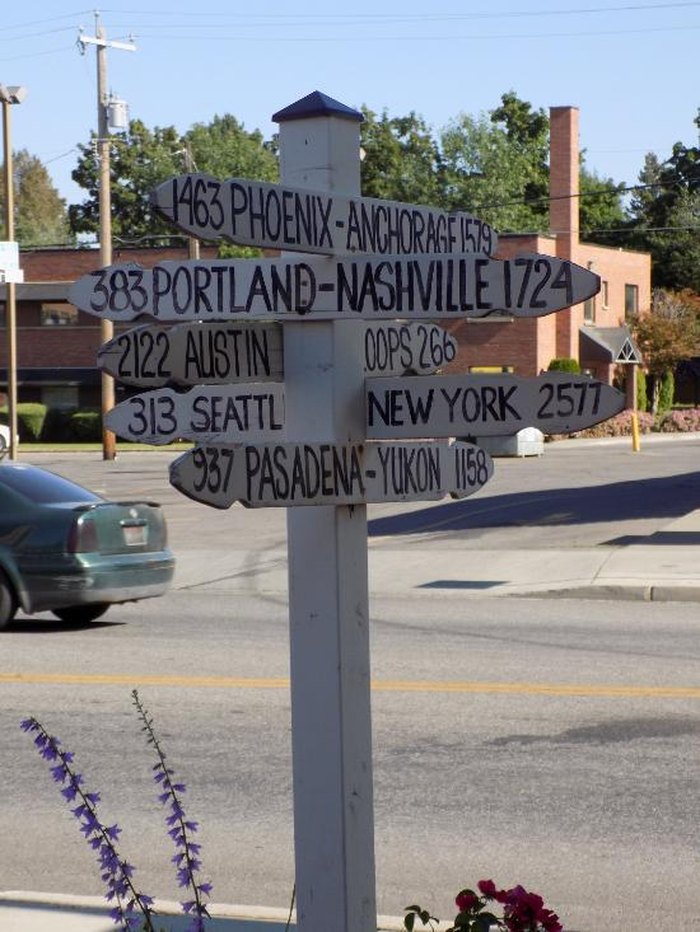 1463 PHOENIX-ANCHORAGE 1579
383 PORTLAND-NASHVILLE 1724
2122 AUSTIN OOPS 266
313 SEATTL NEW YORK 2577
937 PASADENA-YUKON 1158